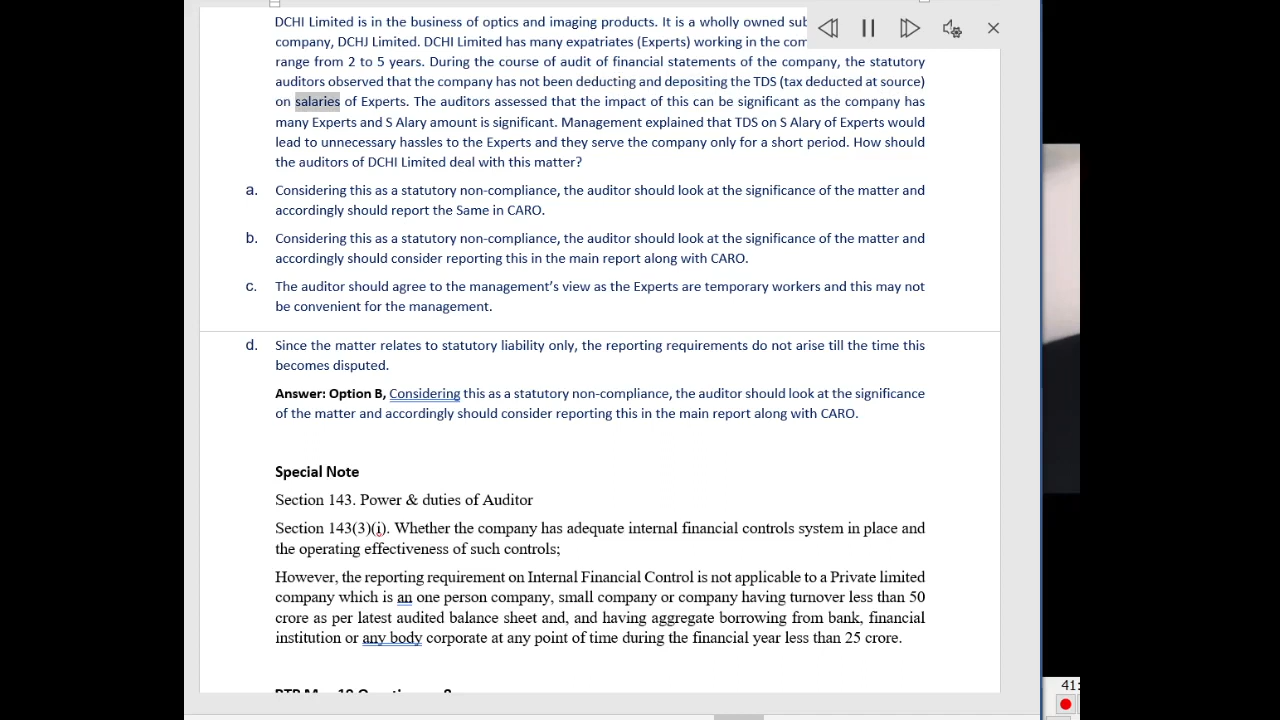 DCHI Limited is in the business of optics and imaging products. It is a wholly owned
company, DCHJ Limited. DCHI Limited has many expatriates (Experts) working in the
range from 2 to 5 years. During the course of audit of financial statements of the company, the statutory
auditors observed that the company has not been deducting and depositing the TDS (tax deducted at source)
on salaries of Experts. The auditors assessed that the impact of this can be significant as the company has
many Experts and S Alary amount is significant. Management explained that TDS on S Alary of Experts would
lead to unnecessary hassles to the Experts and they serve the company only for a short period. How should
the auditors of DCHI Limited deal with this matter?
a. Considering this as a statutory non-compliance, the auditor should look at the significance of the matter and
accordingly should report the Same in CARO.
b. Considering this as a statutory non-compliance, the auditor should look at the significance of the matter and
accordingly should consider reporting this in the main report along with CARO.
c. The auditor should agree to the management's view as the Experts are temporary workers and this may not
be convenient for the management.
d. Since the matter relates to statutory liability only, the reporting requirements do not arise till the time this
becomes disputed.
Answer: Option B, Considering this as a statutory non-compliance, the auditor should look at the significance
of the matter and accordingly should consider reporting this in the main report along with CARO.
Special Note
Section 143. Power & duties of Auditor
Section 143(3)(i). Whether the company has adequate internal financial controls system in place and
the operating effectiveness of such controls;
However, the reporting requirement on Internal Financial Control is not applicable to a Private limited
company which is an one person company, small company or company having turnover less than 50
crore as per latest audited balance sheet and, and having aggregate borrowing from bank, financial
institution or any body corporate at any point of time during the financial year less than 25 crore.
41: